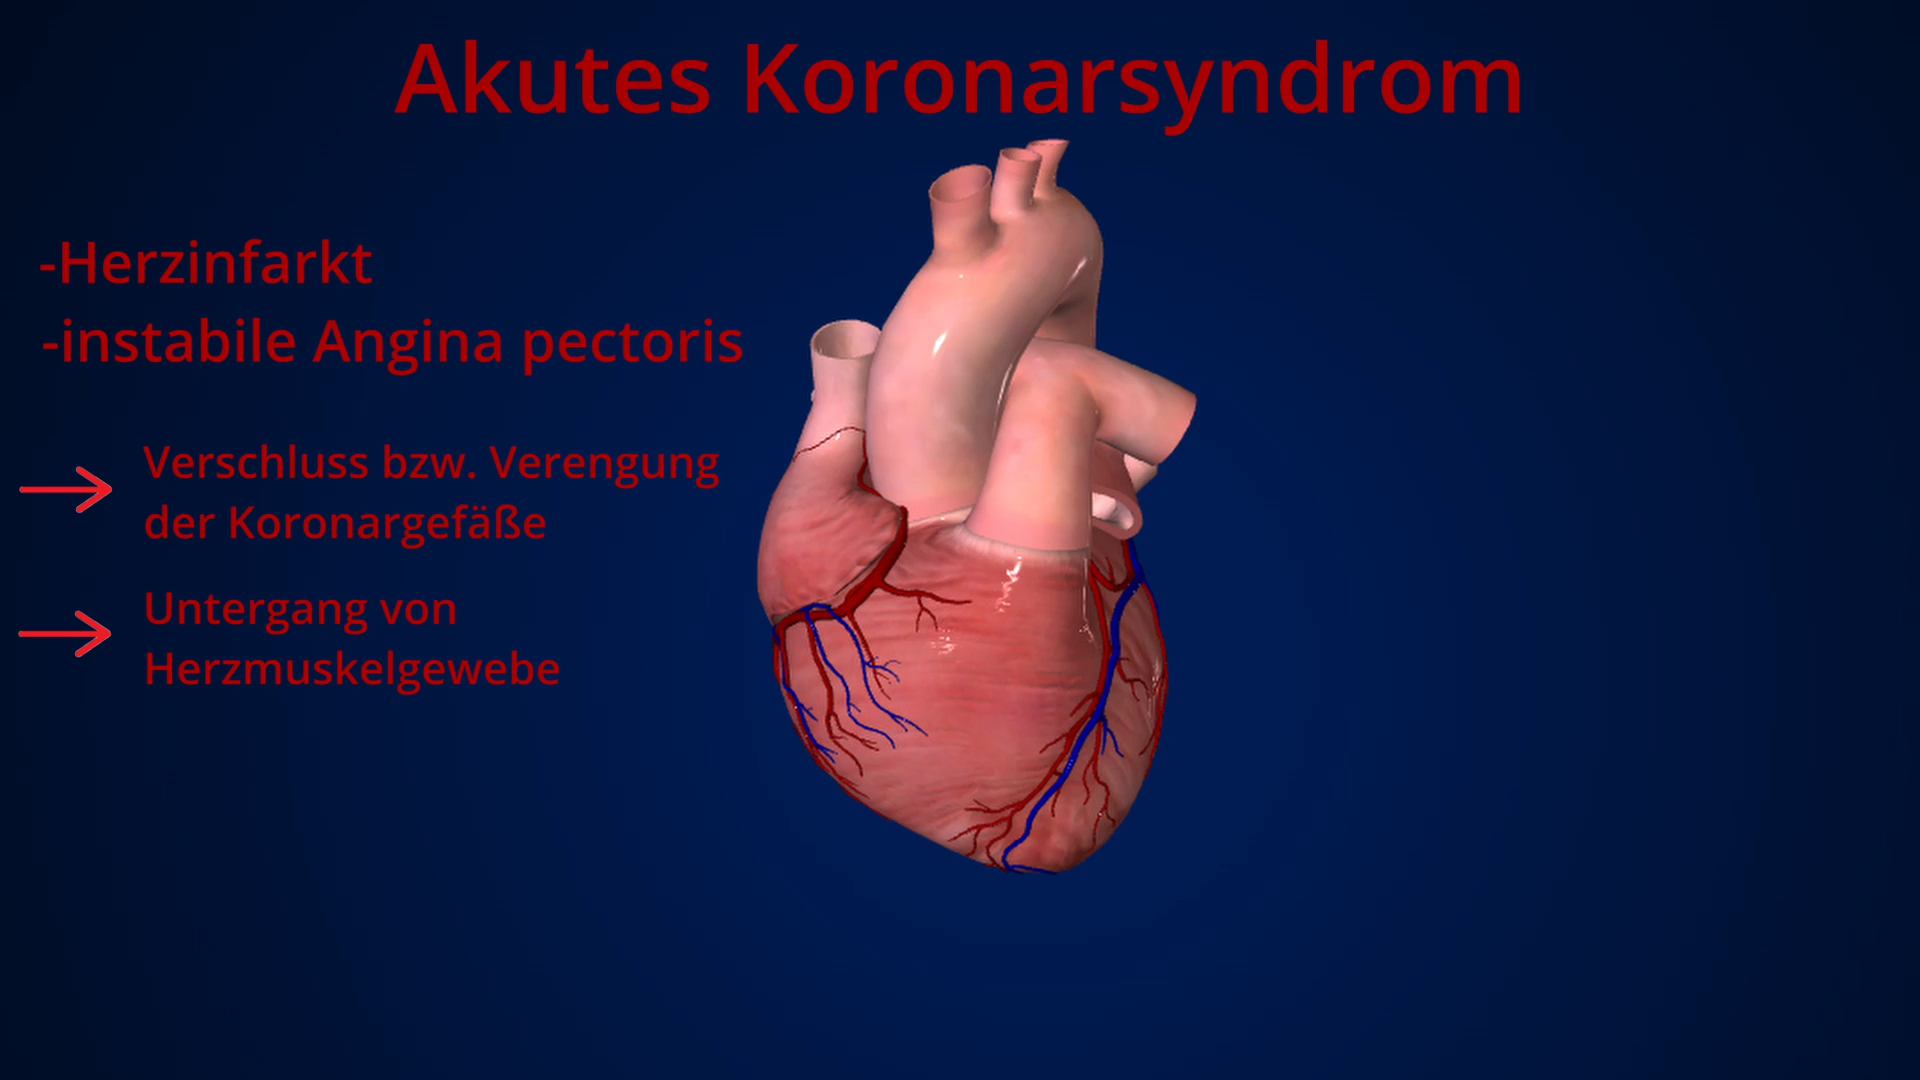 Akutes Koronarsyndrom
-Herzinfarkt
-instabile Angina pectoris
Verschluss bzw. Verengung
der Koronargefäße
Untergang von
Herzmuskelgewebe